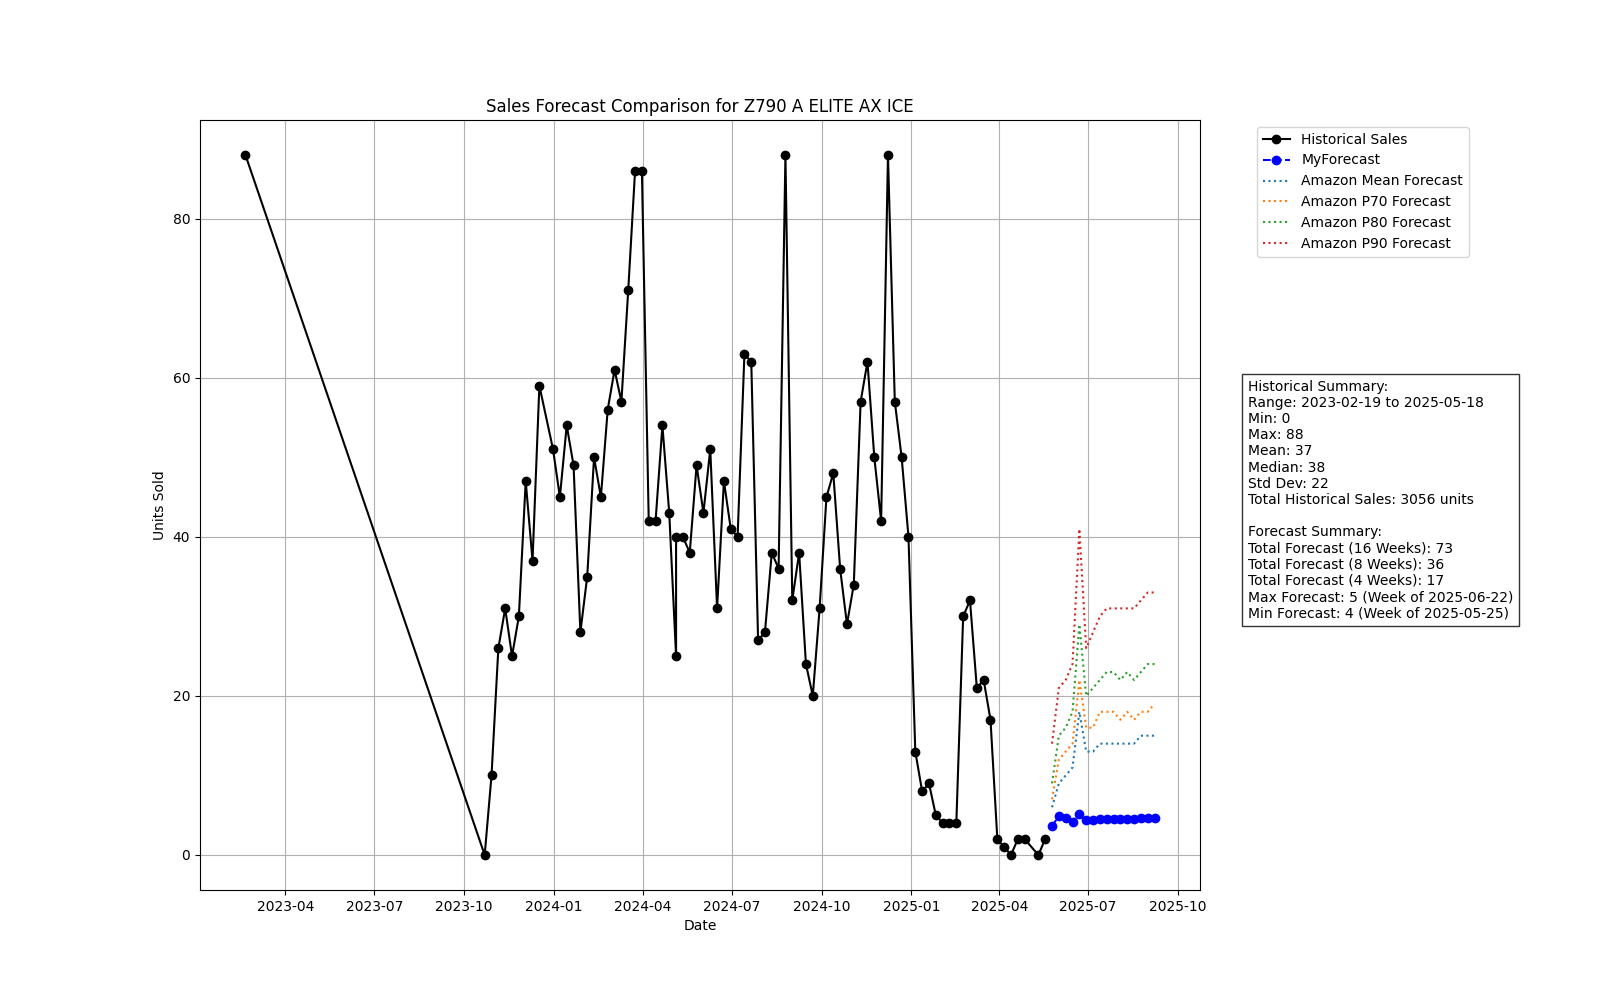 Sales Forecast Comparison for Z790 A ELITE AX ICE
Historical Sales
MyForecast
Amazon Mean Forecast
Amazon P70 Forecast
Amazon P80 Forecast
Amazon P90 Forecast
Units Sold
80
60
40
20
0
2023-04 2023-07 2023-10 2024-01 2024-04 2024-07 2024-10 2025-01 2025-04 2025-07 2025-10
Date
Historical Summary:
Range: 2023-02-19 to 2025-05-18
Min: 0
Max: 88
Mean: 37
Median: 38
Std Dev: 22
Total Historical Sales: 3056 units
Forecast Summary:
Total Forecast (16 Weeks): 73
Total Forecast (8 Weeks): 36
Total Forecast (4 Weeks): 17
Max Forecast: 5 (Week of 2025-06-22)
Min Forecast: 4 (Week of 2025-05-25)